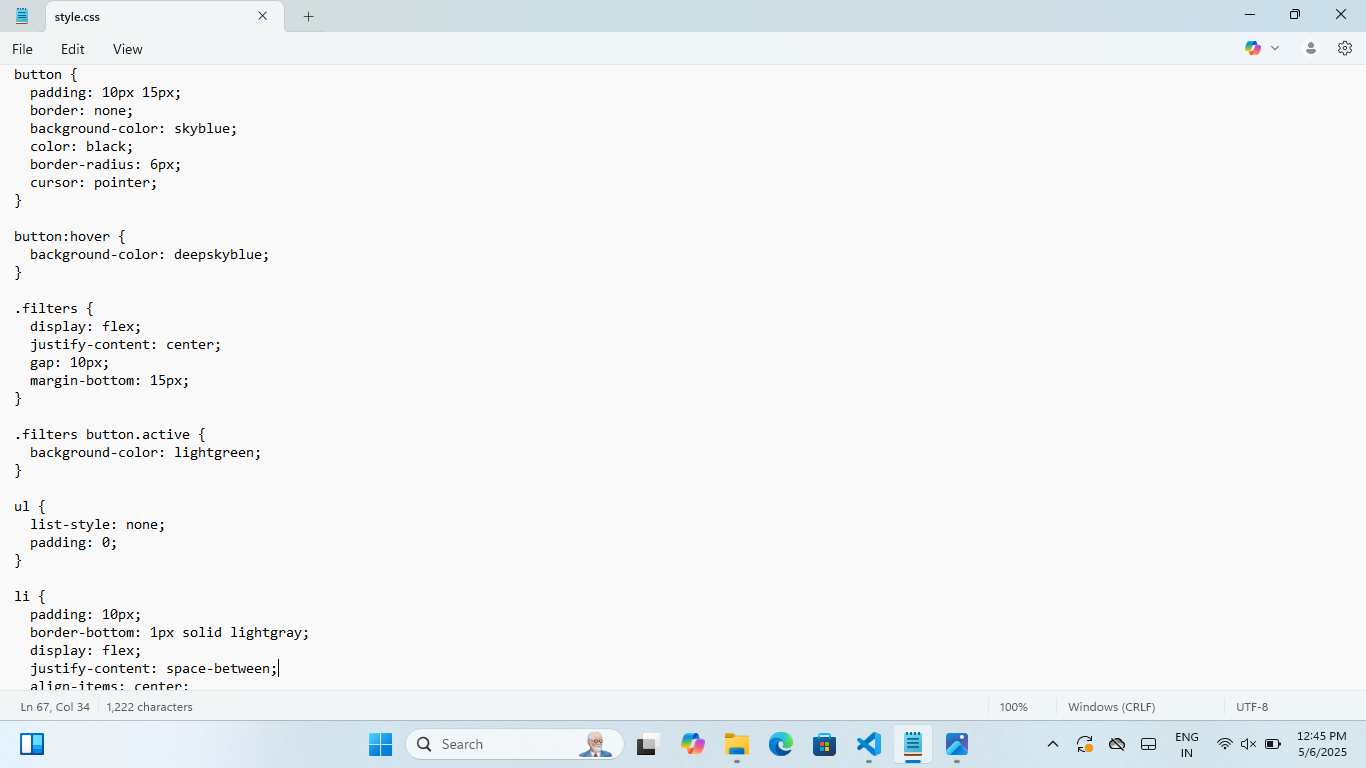 style.css
File Edit View
button {
  padding: 10px 15px;
  border: none;
  background-color: skyblue;
  color: black;
  border-radius: 6px;
  cursor: pointer;
}

button:hover {
  background-color: deepskyblue;
}

.filters {
  display: flex;
  justify-content: center;
  gap: 10px;
  margin-bottom: 15px;
}

.filters button.active {
  background-color: lightgreen;
}

ul {
  list-style: none;
  padding: 0;
}

li {
  padding: 10px;
  border-bottom: 1px solid lightgray;
  display: flex;
  justify-content: space-between;
  align-items: center;
Ln 67, Col 34 1,222 characters 100% Windows (CRLF) UTF-8
Search ENG IN 12:45 PM 5/6/2025